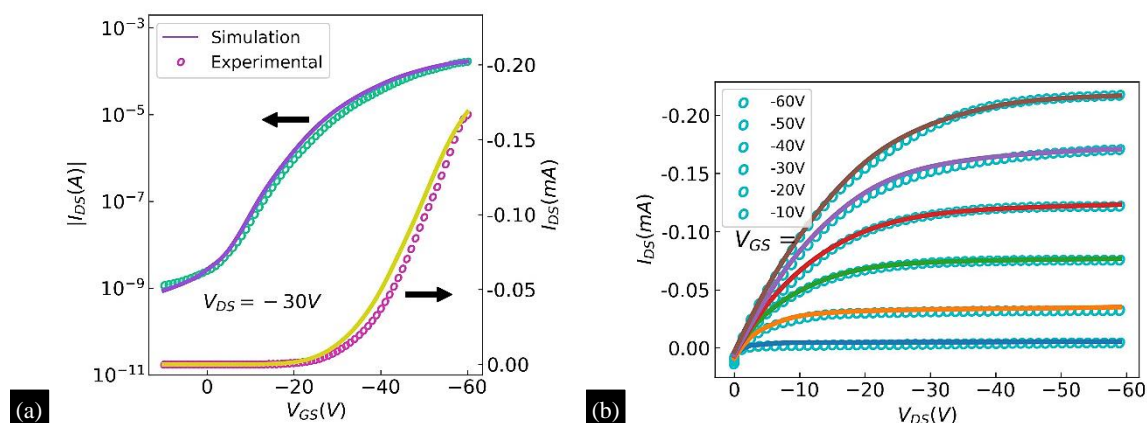 10⁻³
10⁻⁵
10⁻⁷
10⁻⁹
10⁻¹¹
|I_DS(A)|
Simulation
Experimental
V_DS = −30V
0
−20
−40
−60
V_GS(V)
-0.20
-0.15
-0.10
-0.05
0.00
I_DS(mA)
(a)
-0.20
-0.15
-0.10
-0.05
0.00
I_DS(mA)
-60V
-50V
-40V
-30V
-20V
-10V
V_GS =
0
−10
−20
−30
−40
−50
−60
V_DS(V)
(b)